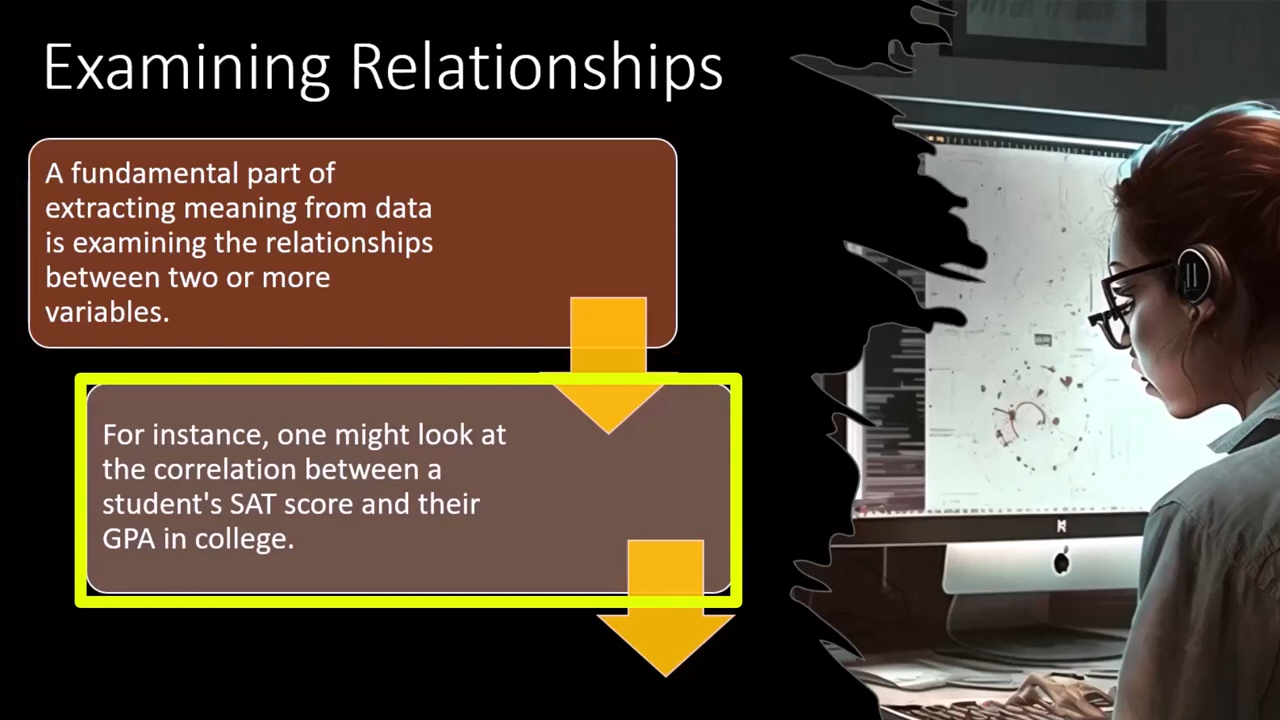 Examining Relationships
A fundamental part of
extracting meaning from data
is examining the relationships
between two or more
variables.
For instance, one might look at
the correlation between a
student's SAT score and their
GPA in college.